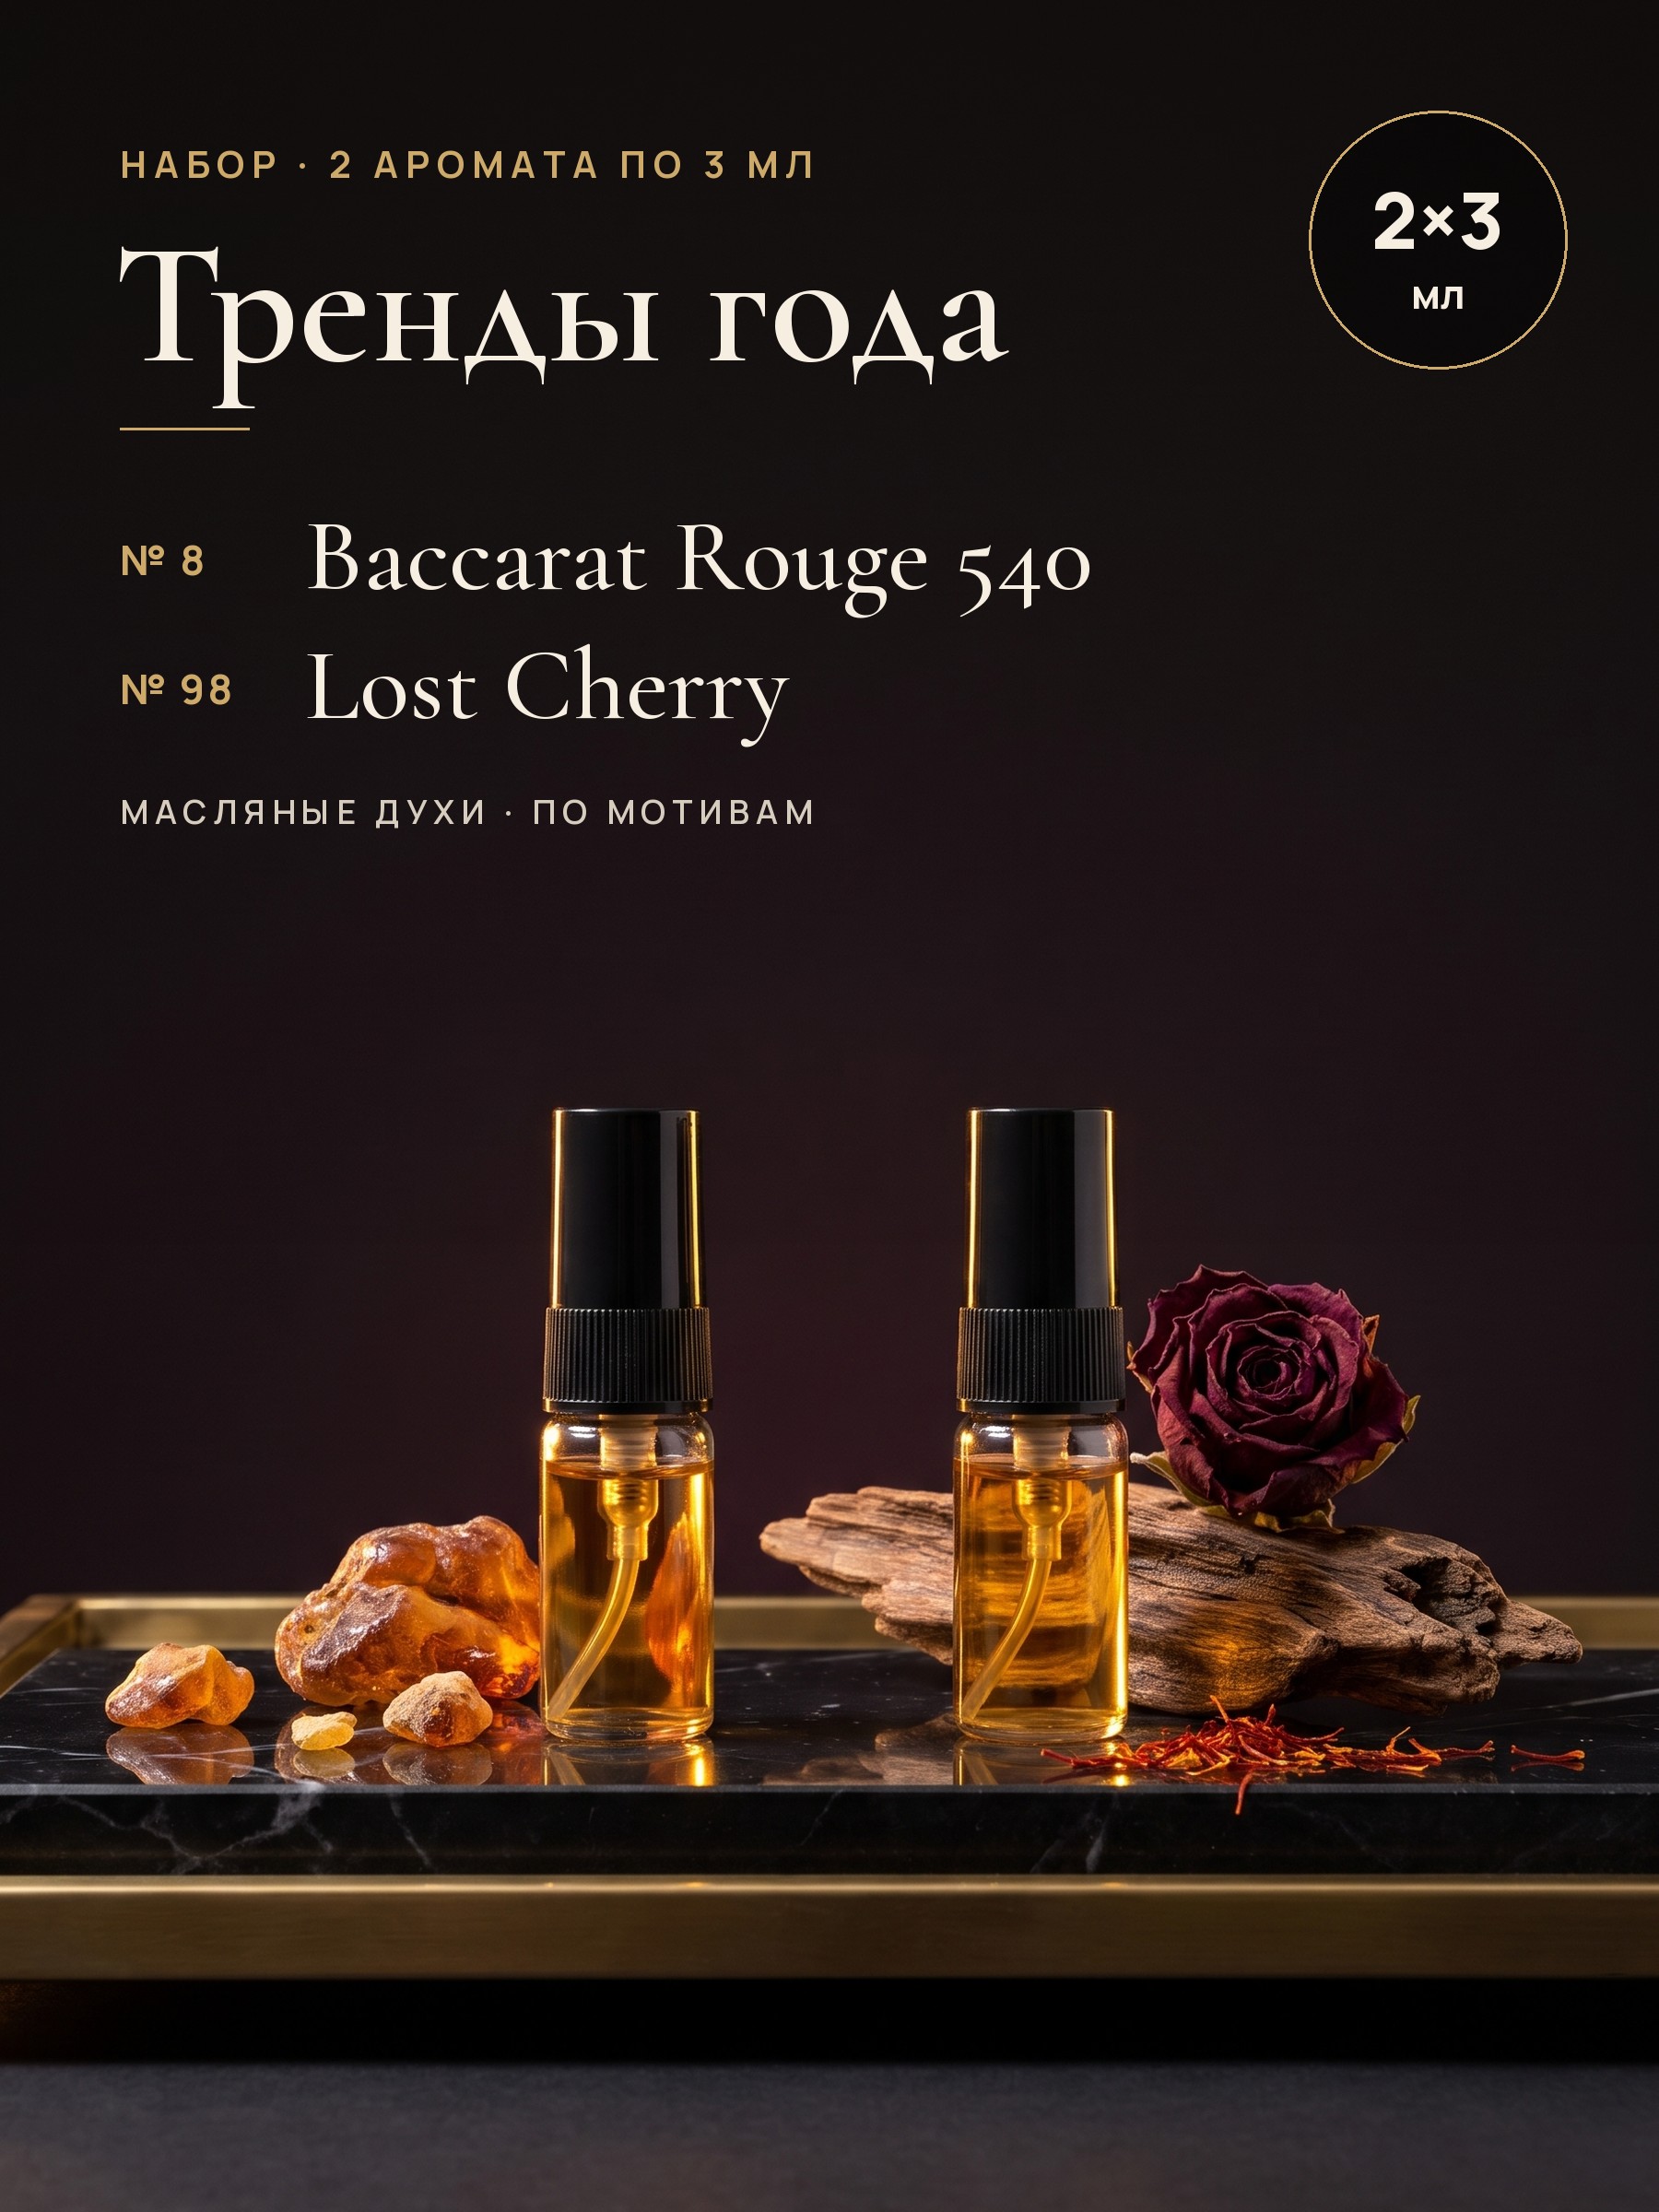 НАБОР · 2 АРОМАТА ПО 3 МЛ
Тренды года
2×3
мл
№ 8 Baccarat Rouge 540
№ 98 Lost Cherry
МАСЛЯНЫЕ ДУХИ · ПО МОТИВАМ